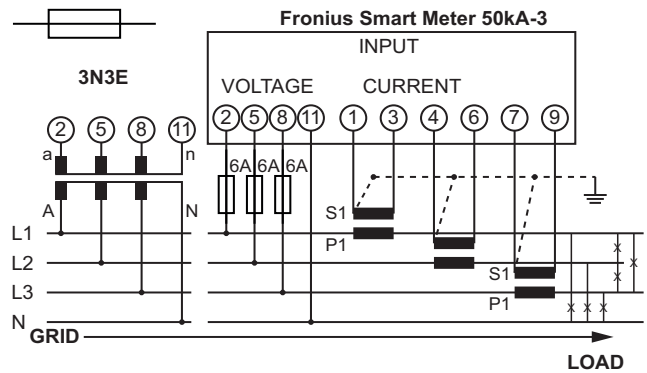 Fronius Smart Meter 50kA-3
INPUT
3N3E
VOLTAGE CURRENT
2 5 8 11 2 5 8 11 1 3 4 6 7 9
a n
6A 6A 6A
A N
S1
P1
L1
L2
S1
L3
P1
N
GRID
LOAD